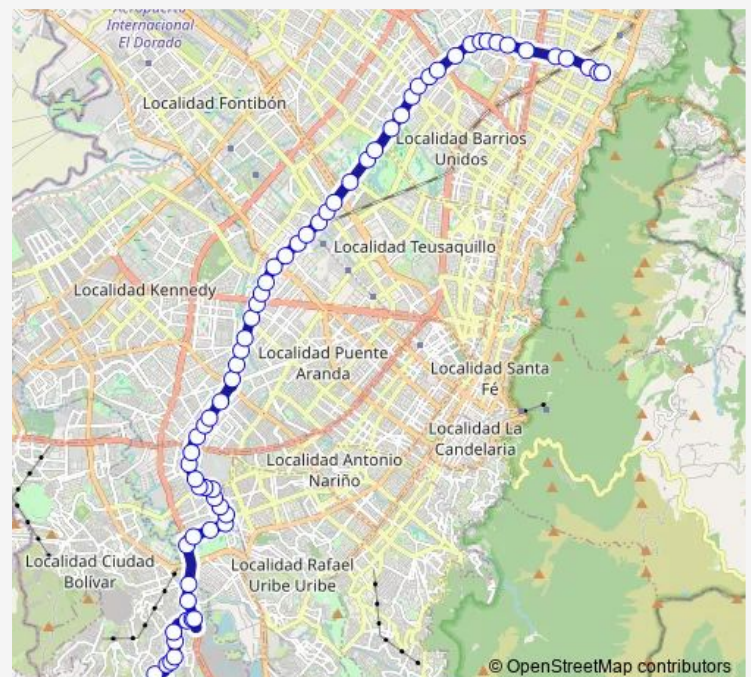 Aeropuerto
Internacional
El Dorado
Localidad Fontibón
Localidad Barrios
Unidos
Localidad Teusaquillo
Localidad Kennedy
Localidad Puente
Aranda
Localidad Santa
Fé
Localidad La
Candelaria
Localidad Antonio
Nariño
Localidad Ciudad
Bolívar
Localidad Rafael
Uribe Uribe
© OpenStreetMap contributors